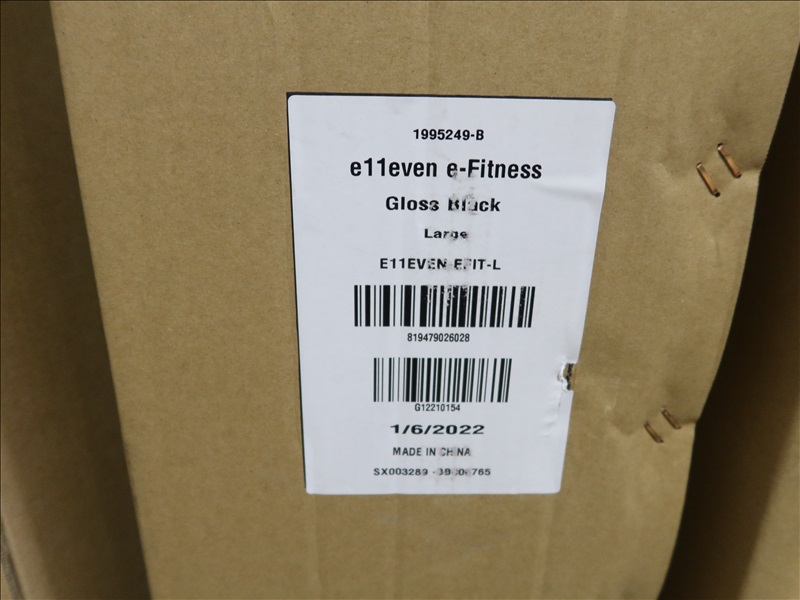 1995249-B
e11even e-Fitness
Gloss Black
Large
E11EVEN EFIT-L
819479026028
G12210154
1/6/2022
MADE IN CHINA
SX003289